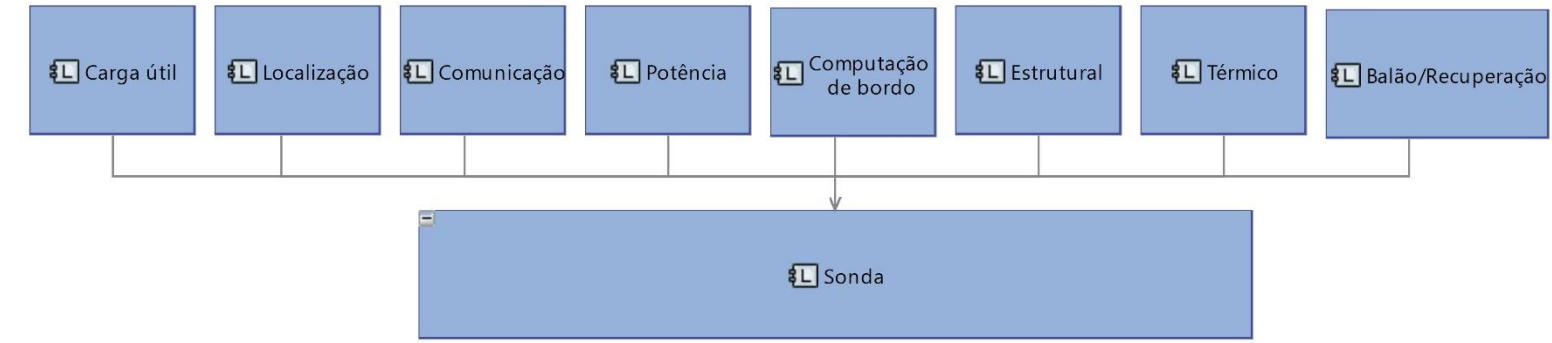 Carga útil
Localização
Comunicação
Potência
Computação
de bordo
Estrutural
Térmico
Balão/Recuperação
Sonda